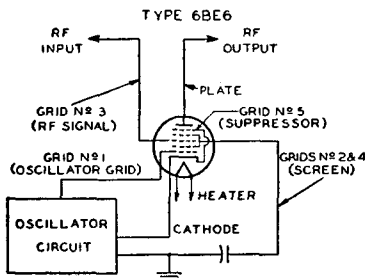 TYPE 6BE6
RF
INPUT
RF
OUTPUT
PLATE
GRID Nº 3
(RF SIGNAL)
GRID Nº 5
(SUPPRESSOR)
GRID Nº 1
(OSCILLATOR GRID)
GRIDS Nº 2 & 4
(SCREEN)
HEATER
OSCILLATOR
CIRCUIT
CATHODE